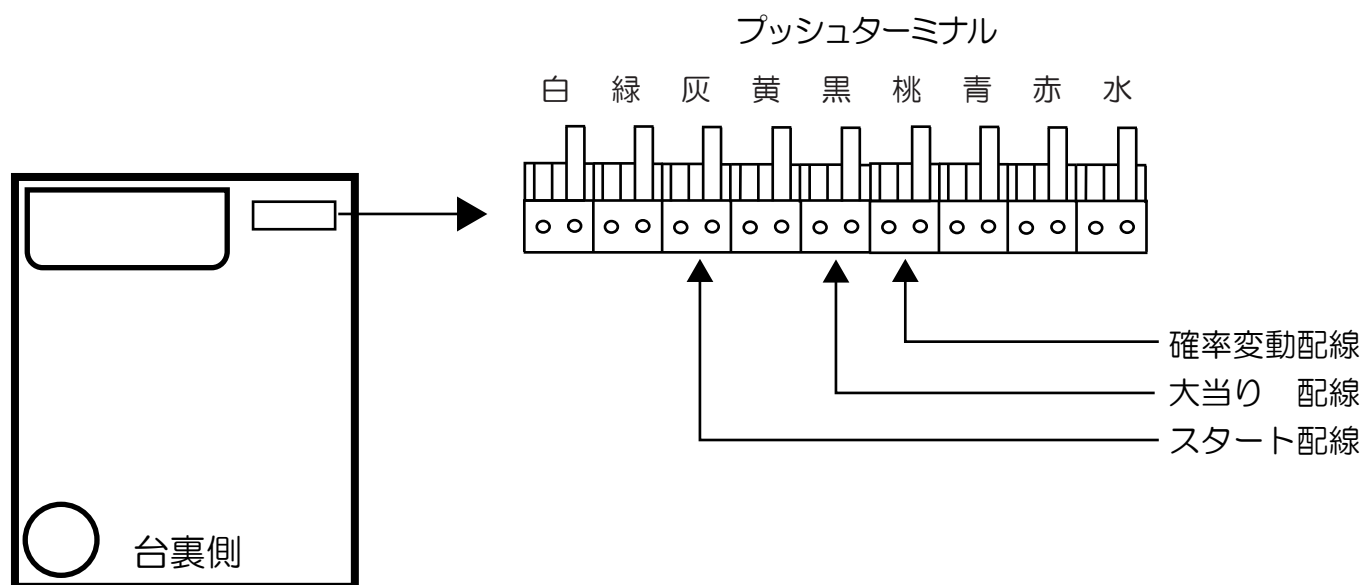 プッシュターミナル
白 緑 灰 黄 黒 桃 青 赤 水
確率変動配線
大当り　配線
スタート配線
台裏側